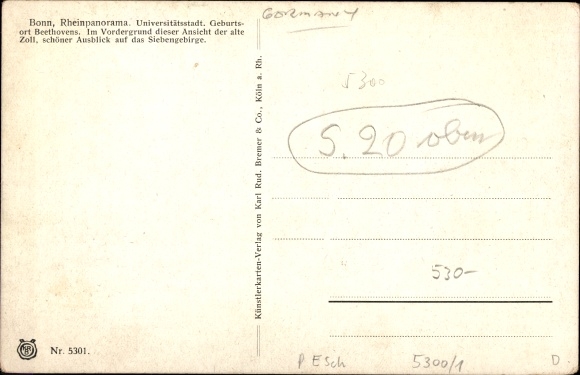 Bonn, Rheinpanorama. Universitätsstadt. Geburts-
ort Beethovens. Im Vordergrund dieser Ansicht der alte
Zoll, schöner Ausblick auf das Siebengebirge.
Künstlerkarten-Verlag von Karl Rud. Bremer & Co., Köln a. Rh.
Nr. 5301.
GERMANY
5300
S. 20 oben
530-
P ESch
5300/1
D